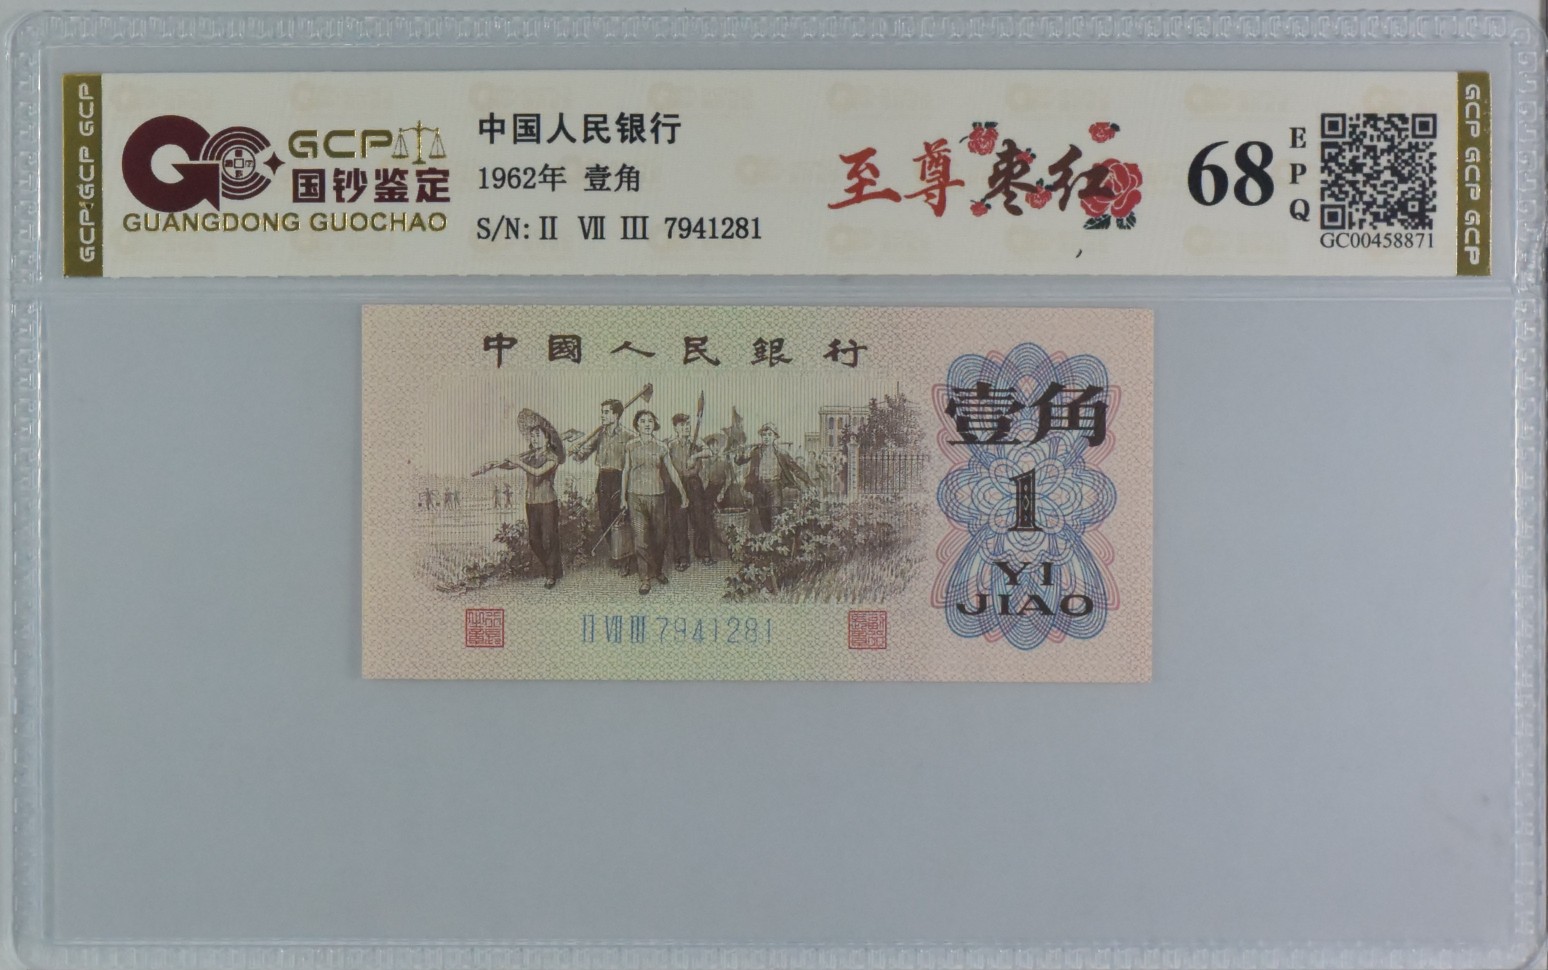 GCP GCP GCP GCP
GCP
国钞鉴定
GUANGDONG GUOCHAO
中国人民银行
1962年 壹角
S/N: II VII III 7941281
至尊枣红
68
EPQ
GC00458871
GCP GCP GCP
中國人民銀行
壹角
1
YI
JIAO
II VII III 7941281